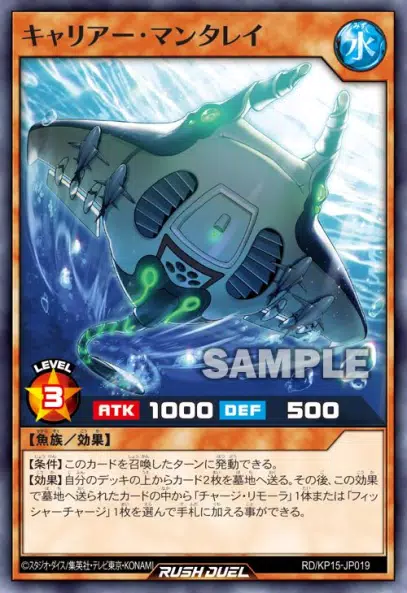 キャリアー・マンタレイ
水
SAMPLE
LEVEL
3
ATK 1000 DEF 500
【魚族／効果】
【条件】このカードを召喚したターンに発動できる。
【効果】自分のデッキの上からカード2枚を墓地へ送る。その後、この効果
で墓地へ送られたカードの中から「チャージ・リモーラ」1体または「フィッ
シャーチャージ」1枚を選んで手札に加える事ができる。
©スタジオ・ダイス/集英社・テレビ東京・KONAMI
RUSH DUEL
RD/KP15-JP019